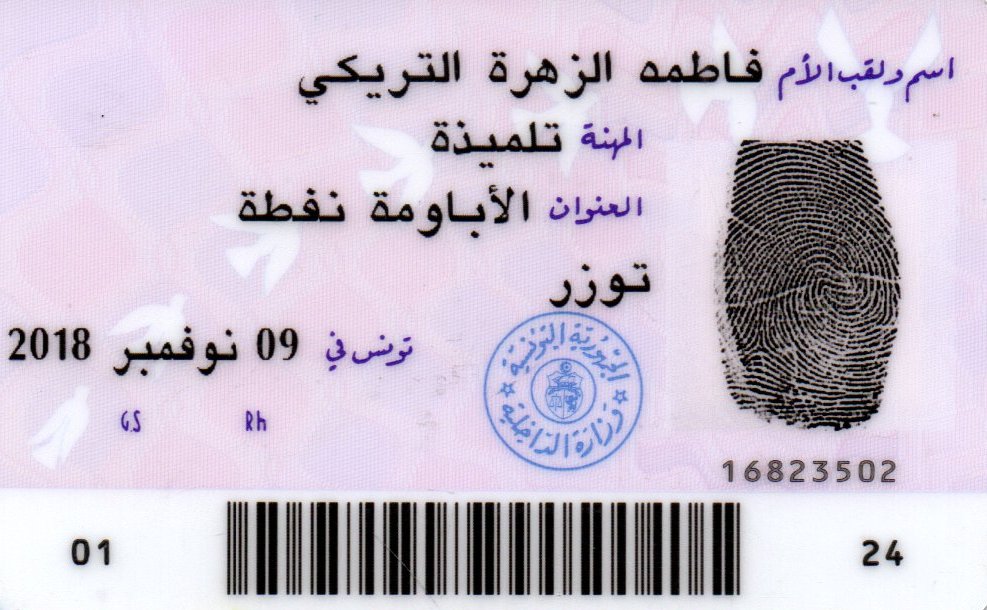 اسم ولقب الأم فاطمه الزهرة التريكي
المهنة تلميذة
العنوان الأباومة نفطة
توزر
تونس في 09 نوفمبر 2018
GS Rh
الجمهورية التونسية
وزارة الداخلية
16823502
01 24